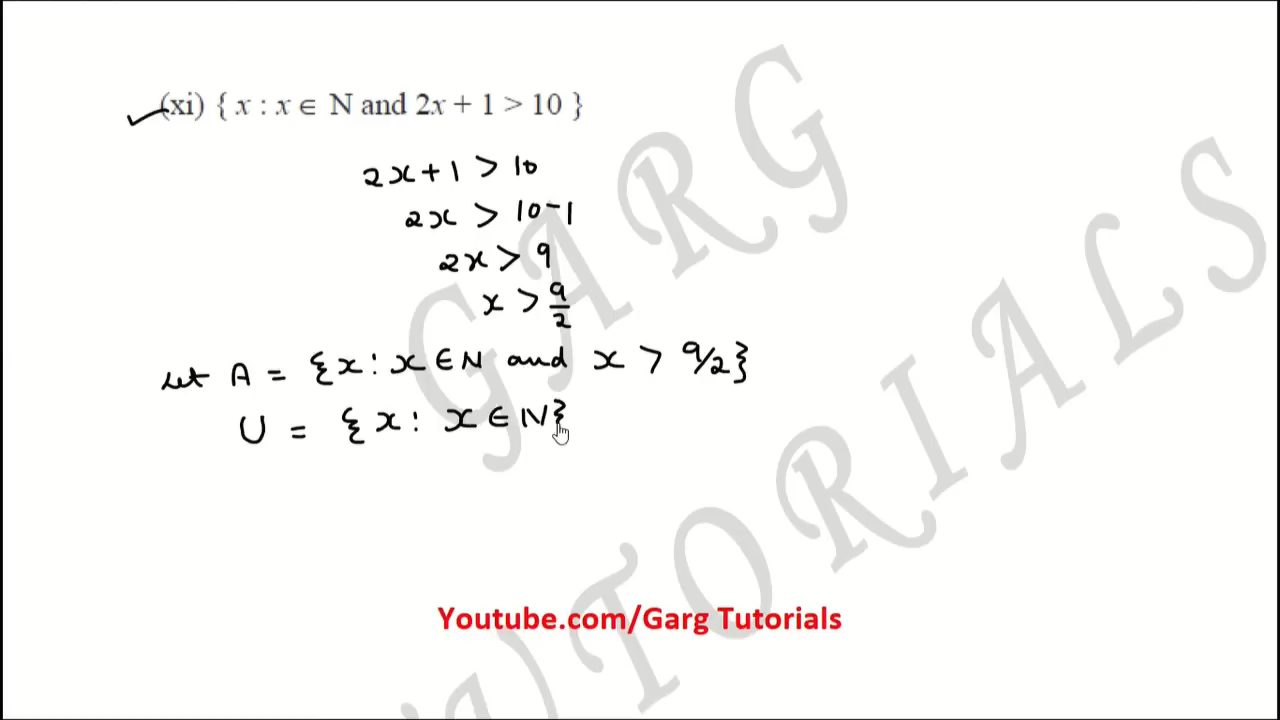 (xi) { x : x ∈ N and 2x + 1 > 10 }
2x+1 > 10
2x > 10-1
2x > 9
x > 9/2
let A = {x : x ∈ N and x > 9/2}
U = {x : x ∈ N}
GARG
TUTORIALS
Youtube.com/Garg Tutorials